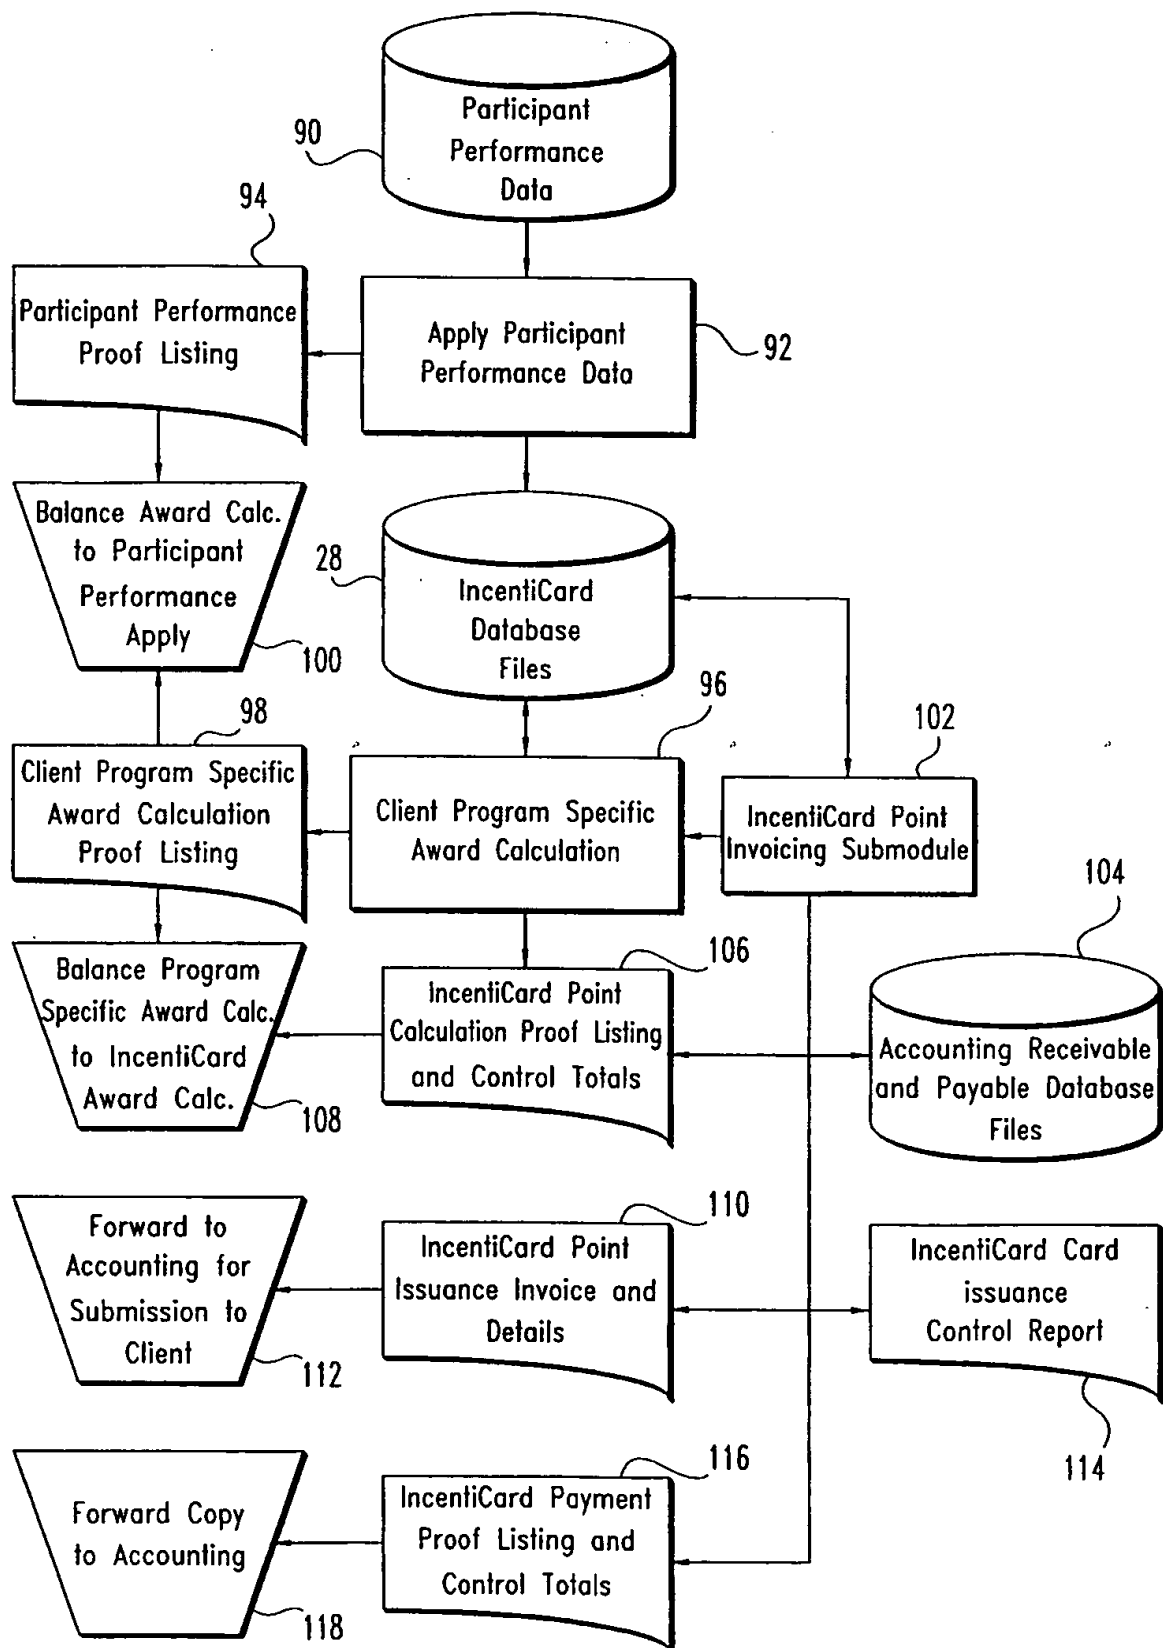 Participant
Performance
Data
90
94
Participant Performance
Proof Listing
Apply Participant
Performance Data
92
Balance Award Calc.
to Participant
Performance
Apply
100
28
IncentiCard
Database
Files
98
96
102
Client Program Specific
Award Calculation
Proof Listing
Client Program Specific
Award Calculation
IncentiCard Point
Invoicing Submodule
104
106
Balance Program
Specific Award Calc.
to IncentiCard
Award Calc.
108
IncentiCard Point
Calculation Proof Listing
and Control Totals
Accounting Receivable
and Payable Database
Files
110
Forward to
Accounting for
Submission to
Client
112
IncentiCard Point
Issuance Invoice and
Details
IncentiCard Card
issuance
Control Report
114
116
Forward Copy
to Accounting
118
IncentiCard Payment
Proof Listing and
Control Totals